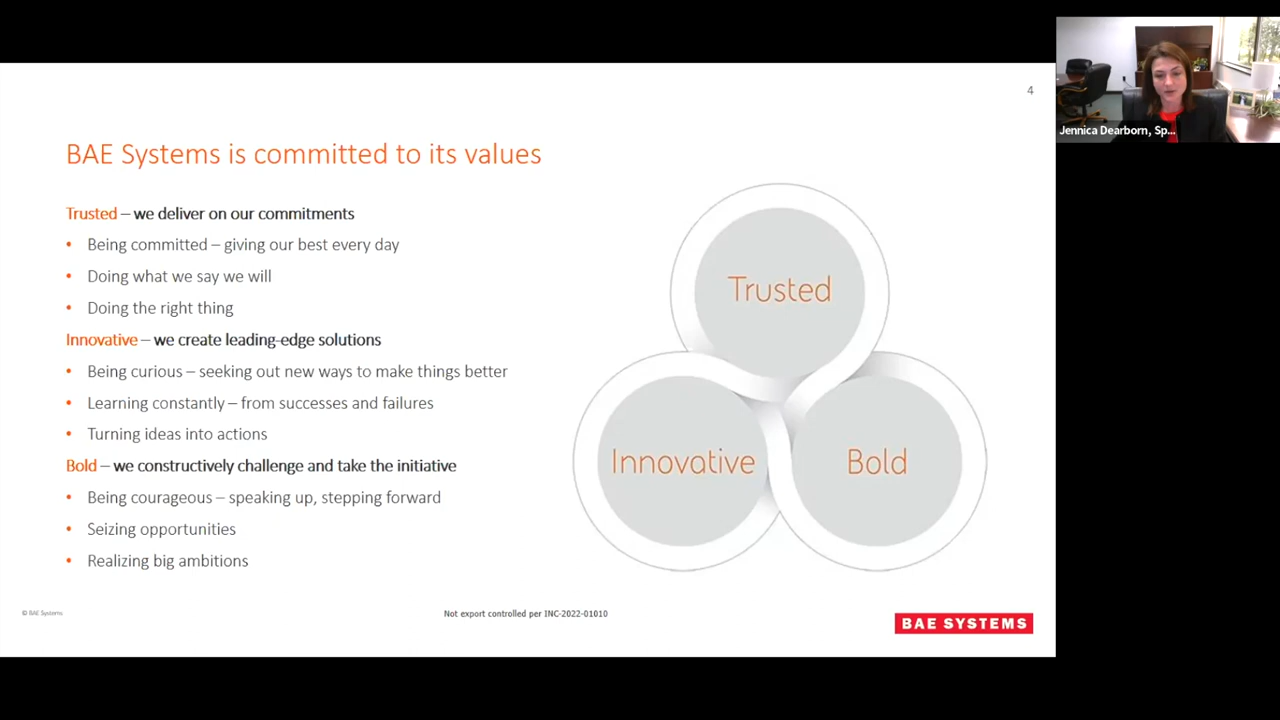 4
Jennica Dearborn, Sp...
BAE Systems is committed to its values
Trusted – we deliver on our commitments
• Being committed – giving our best every day
• Doing what we say we will
• Doing the right thing
Innovative – we create leading-edge solutions
• Being curious – seeking out new ways to make things better
• Learning constantly – from successes and failures
• Turning ideas into actions
Bold – we constructively challenge and take the initiative
• Being courageous – speaking up, stepping forward
• Seizing opportunities
• Realizing big ambitions
Trusted
Innovative
Bold
© BAE Systems
Not export controlled per INC-2022-01010
BAE SYSTEMS